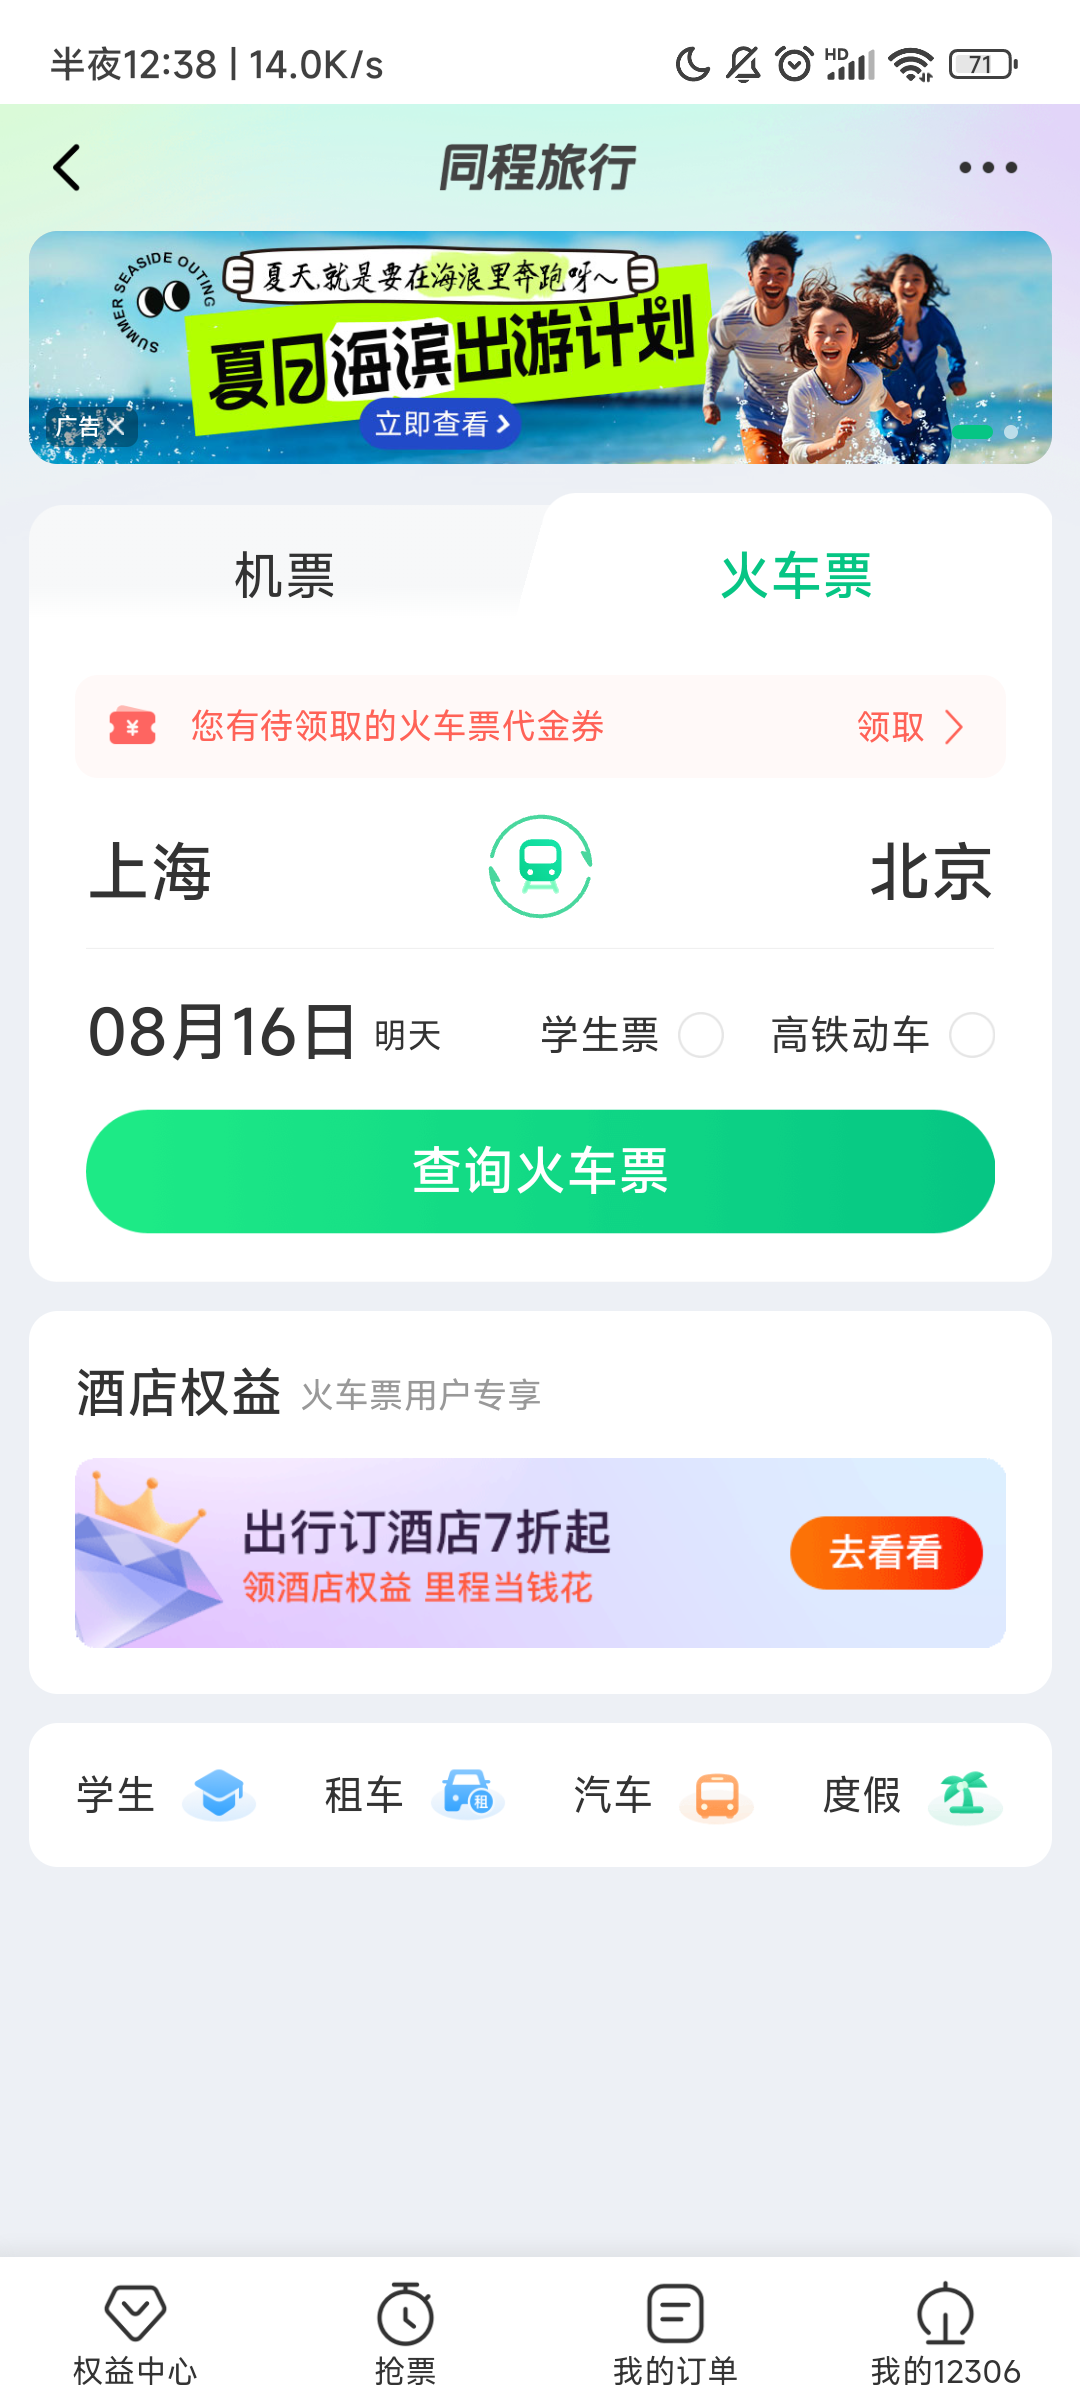 半夜12:38 | 14.0K/s
HD
71
同程旅行
SUMMER SEASIDE OUTING
夏天,就是要在海浪里奔跑呀~
夏日海滨出游计划
立即查看
广告
机票
火车票
¥
您有待领取的火车票代金券
领取
上海
北京
08月16日 明天
学生票
高铁动车
查询火车票
酒店权益 火车票用户专享
出行订酒店7折起
领酒店权益 里程当钱花
去看看
学生
租车
租
汽车
度假
权益中心
抢票
我的订单
我的12306